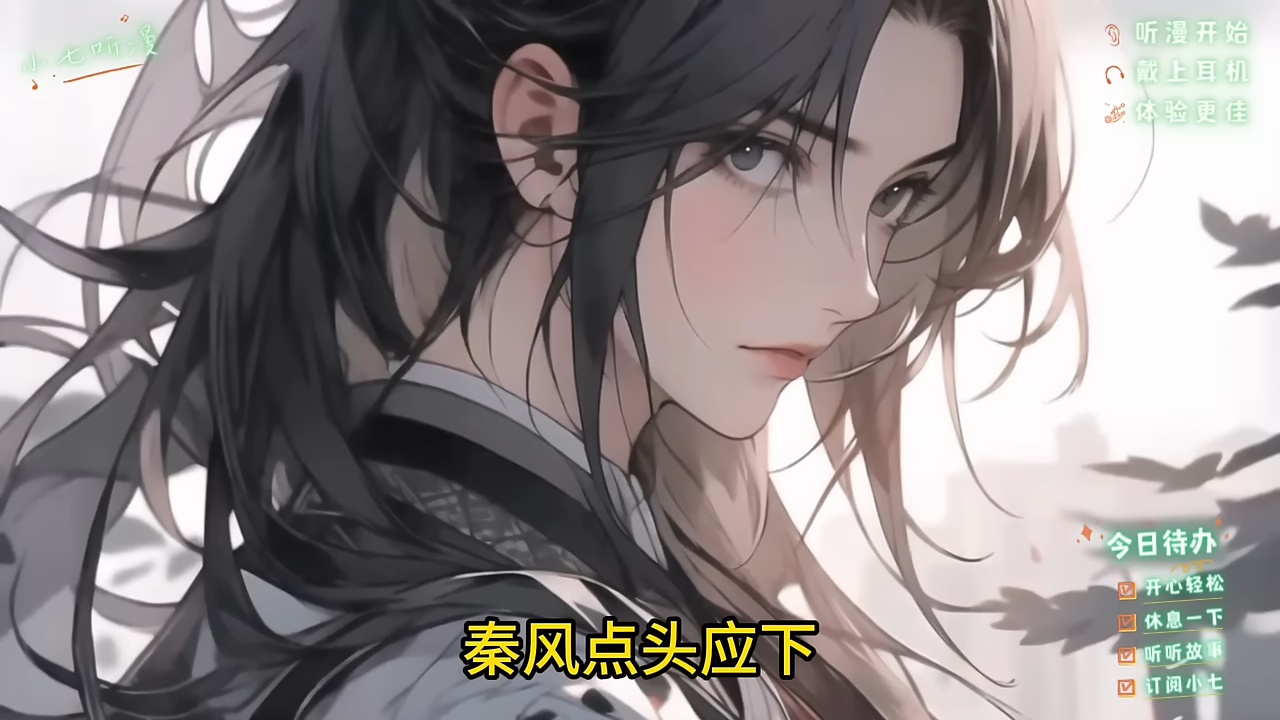 小七听漫
听漫开始
戴上耳机
体验更佳
今日待办
开心轻松
休息一下
听听故事
订阅小七
秦风点头应下